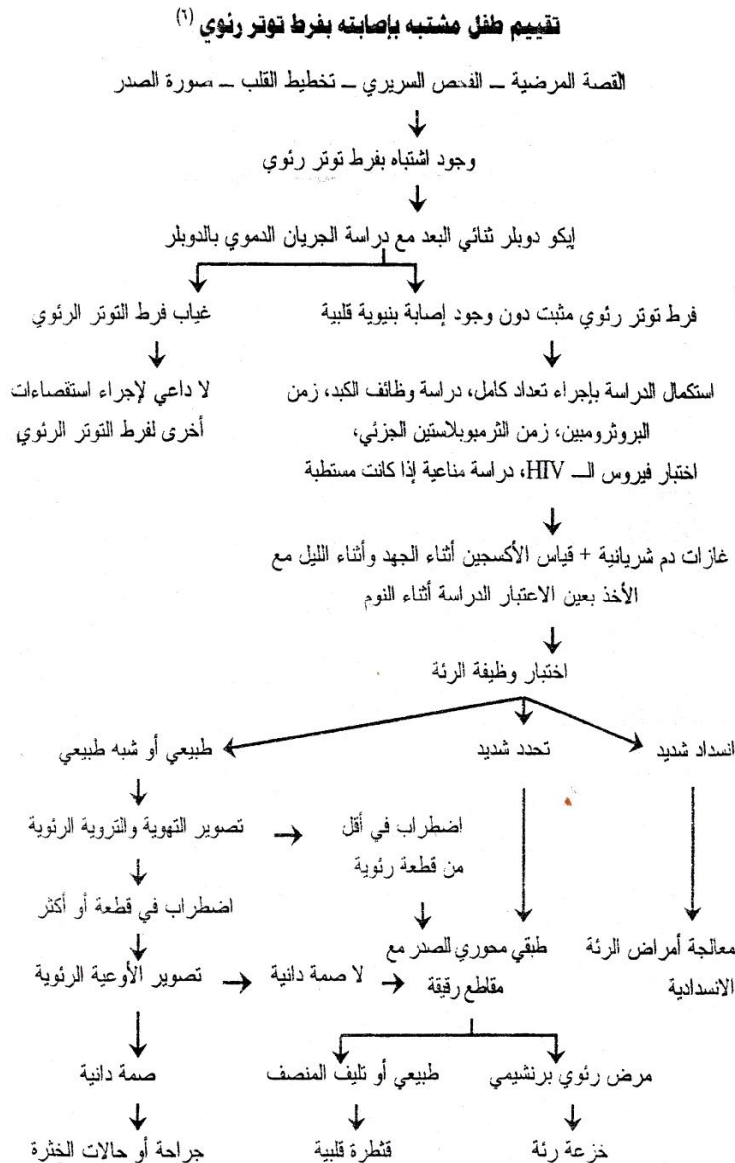 تقييم طفل مشتبه بإصابته بفرط توتر رئوي (٦)
القصة المرضية – الفحص السريري – تخطيط القلب – صورة الصدر
وجود اشتباه بفرط توتر رئوي
إيكو دوبلر ثنائي البعد مع دراسة الجريان الدموي بالدوبلر
فرط توتر رئوي مثبت دون وجود إصابة بنيوية قلبية
غياب فرط التوتر الرئوي
استكمال الدراسة بإجراء تعداد كامل، دراسة وظائف الكبد، زمن
البروثرومبين، زمن الثرمبوبلاستين الجزئي،
اختبار فيروس الـ HIV، دراسة مناعية إذا كانت مستطبة
لا داعي لإجراء استقصاءات
أخرى لفرط التوتر الرئوي
غازات دم شريانية + قياس الأكسجين أثناء الجهد وأثناء الليل مع
الأخذ بعين الاعتبار الدراسة أثناء النوم
اختبار وظيفة الرئة
انسداد شديد
تحدد شديد
طبيعي أو شبه طبيعي
تصوير التهوية والتروية الرئوية
اضطراب في أقل
من قطعة رئوية
اضطراب في قطعة أو أكثر
معالجة أمراض الرئة
الانسدادية
طبقي محوري للصدر مع
مقاطع رقيقة
لا صمة دانية
تصوير الأوعية الرئوية
مرض رئوي برنشيمي
طبيعي أو تليف المنصف
صمة دانية
خزعة رئة
قثطرة قلبية
جراحة أو حالات الخثرة